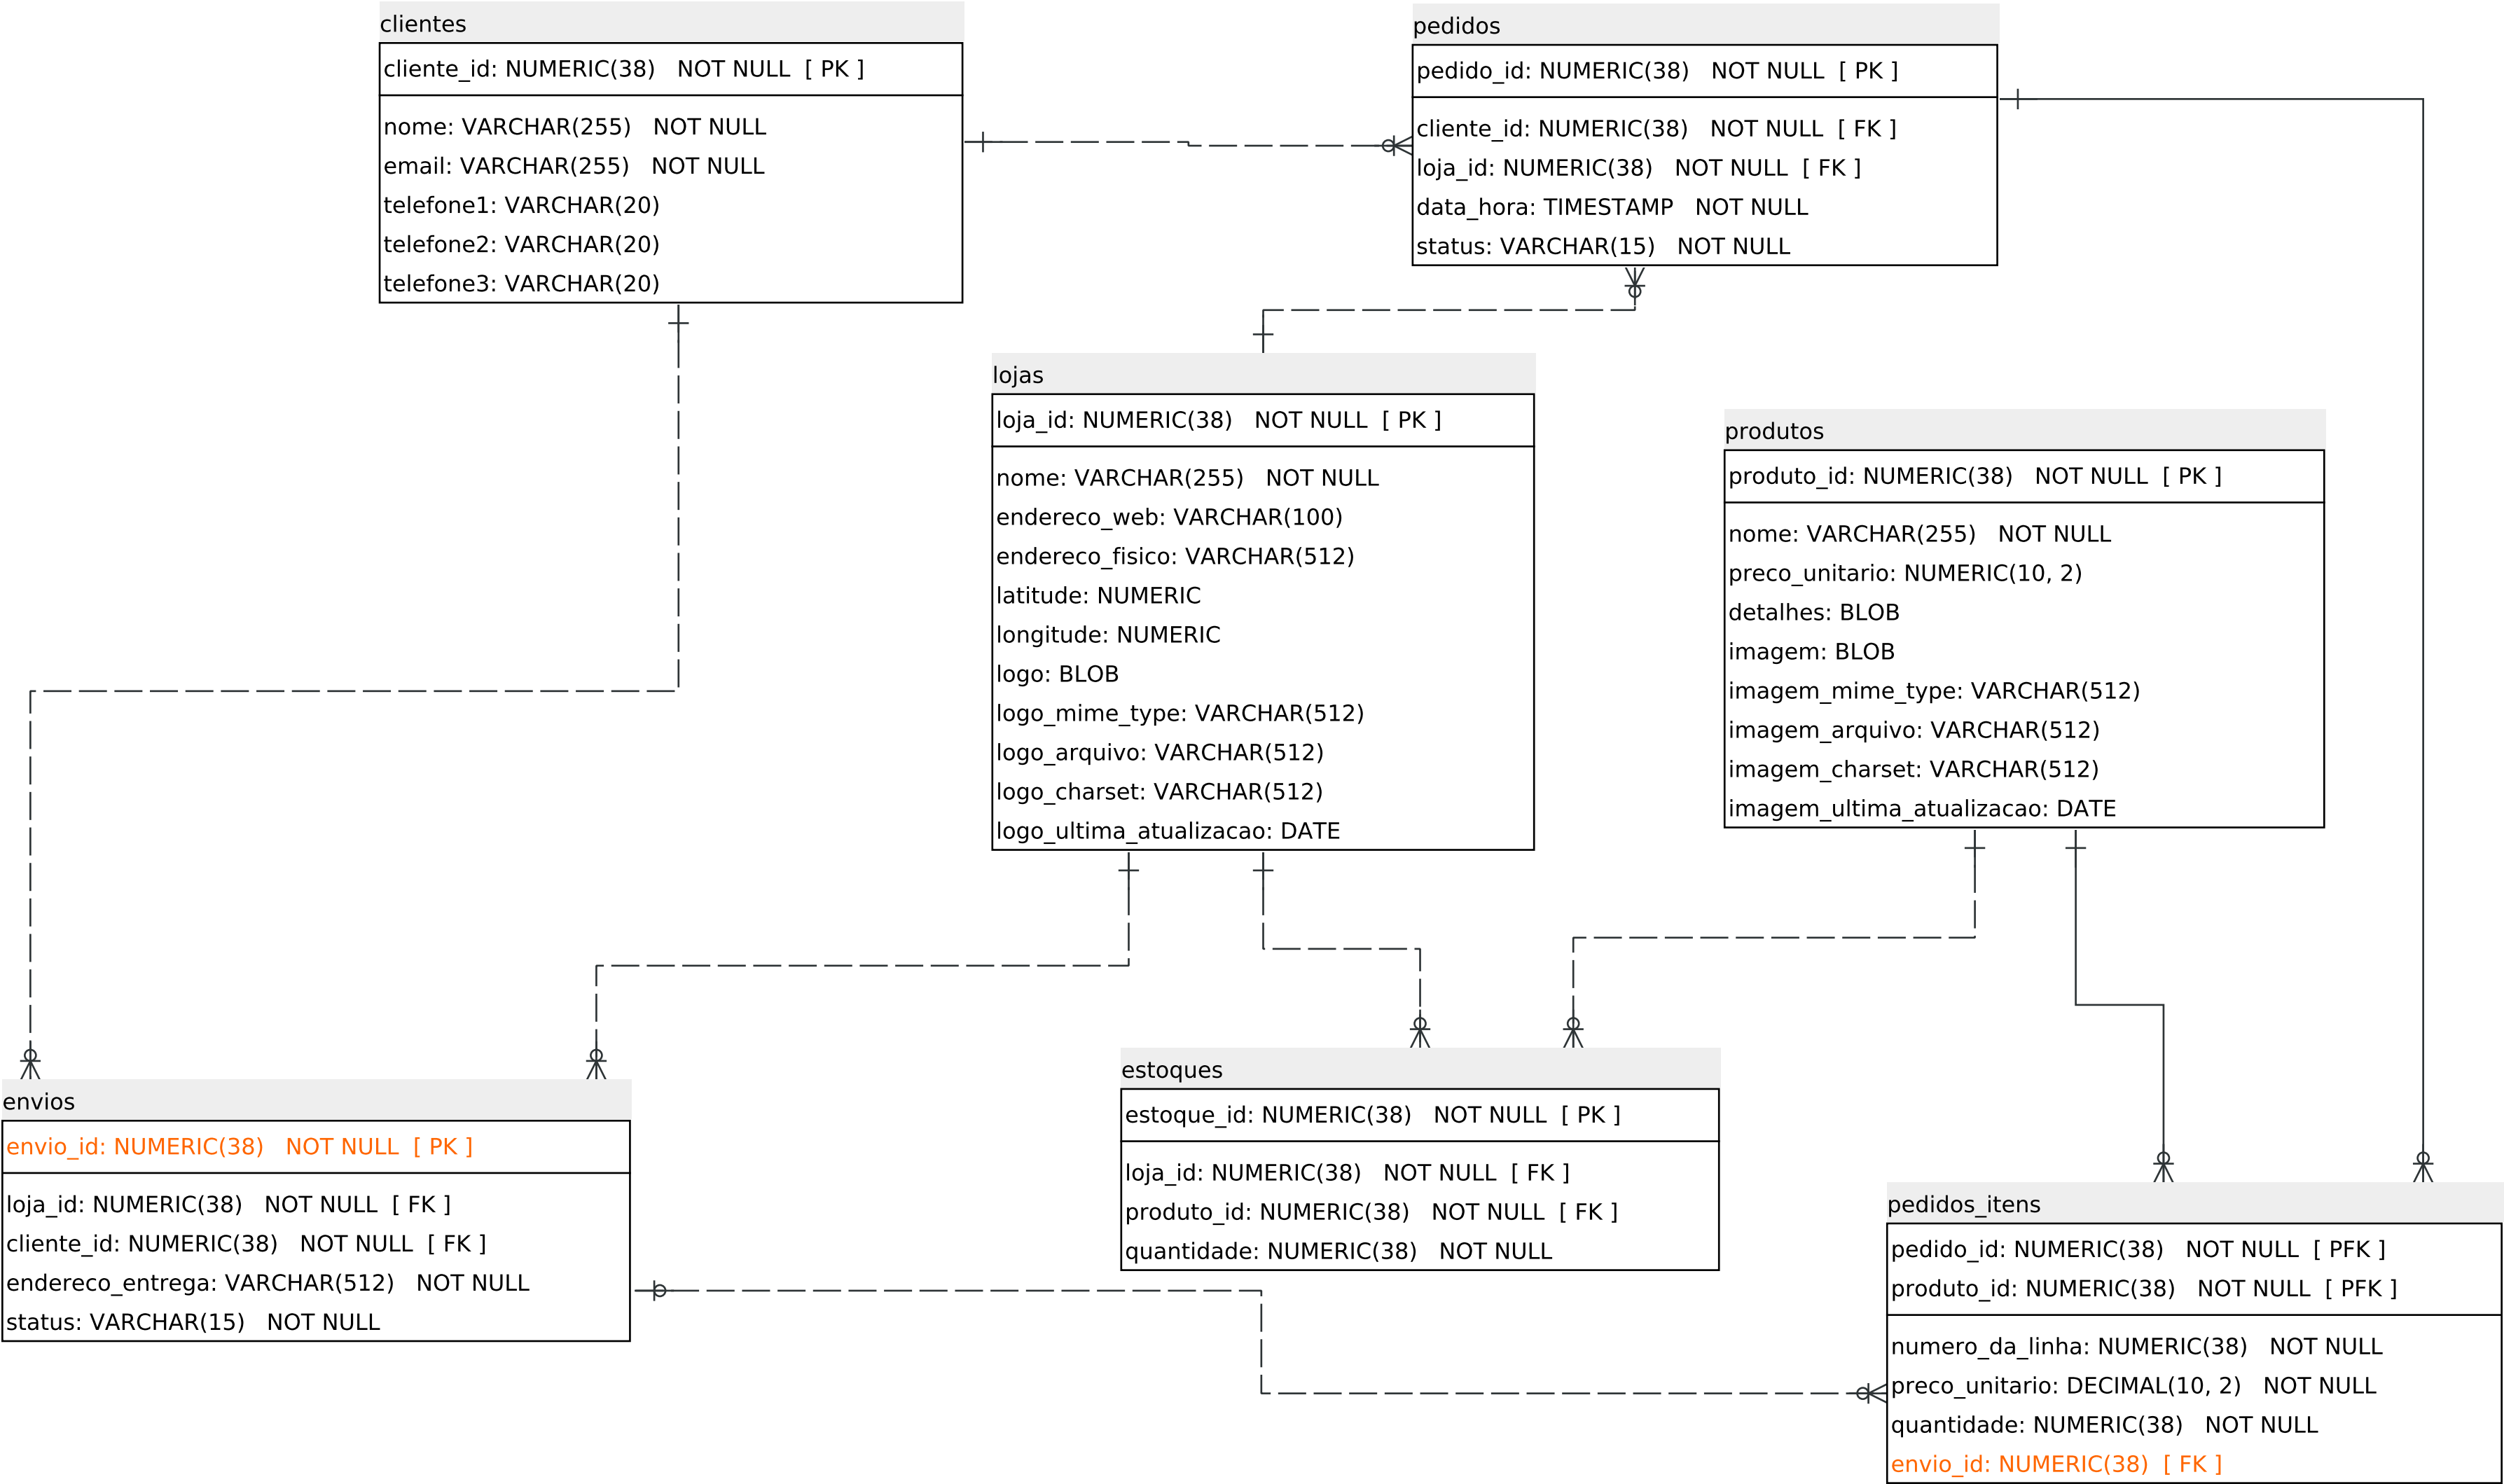 clientes
cliente_id: NUMERIC(38) NOT NULL [ PK ]
nome: VARCHAR(255) NOT NULL
email: VARCHAR(255) NOT NULL
telefone1: VARCHAR(20)
telefone2: VARCHAR(20)
telefone3: VARCHAR(20)
pedidos
pedido_id: NUMERIC(38) NOT NULL [ PK ]
cliente_id: NUMERIC(38) NOT NULL [ FK ]
loja_id: NUMERIC(38) NOT NULL [ FK ]
data_hora: TIMESTAMP NOT NULL
status: VARCHAR(15) NOT NULL
lojas
loja_id: NUMERIC(38) NOT NULL [ PK ]
nome: VARCHAR(255) NOT NULL
endereco_web: VARCHAR(100)
endereco_fisico: VARCHAR(512)
latitude: NUMERIC
longitude: NUMERIC
logo: BLOB
logo_mime_type: VARCHAR(512)
logo_arquivo: VARCHAR(512)
logo_charset: VARCHAR(512)
logo_ultima_atualizacao: DATE
produtos
produto_id: NUMERIC(38) NOT NULL [ PK ]
nome: VARCHAR(255) NOT NULL
preco_unitario: NUMERIC(10, 2)
detalhes: BLOB
imagem: BLOB
imagem_mime_type: VARCHAR(512)
imagem_arquivo: VARCHAR(512)
imagem_charset: VARCHAR(512)
imagem_ultima_atualizacao: DATE
envios
envio_id: NUMERIC(38) NOT NULL [ PK ]
loja_id: NUMERIC(38) NOT NULL [ FK ]
cliente_id: NUMERIC(38) NOT NULL [ FK ]
endereco_entrega: VARCHAR(512) NOT NULL
status: VARCHAR(15) NOT NULL
estoques
estoque_id: NUMERIC(38) NOT NULL [ PK ]
loja_id: NUMERIC(38) NOT NULL [ FK ]
produto_id: NUMERIC(38) NOT NULL [ FK ]
quantidade: NUMERIC(38) NOT NULL
pedidos_itens
pedido_id: NUMERIC(38) NOT NULL [ PFK ]
produto_id: NUMERIC(38) NOT NULL [ PFK ]
numero_da_linha: NUMERIC(38) NOT NULL
preco_unitario: DECIMAL(10, 2) NOT NULL
quantidade: NUMERIC(38) NOT NULL
envio_id: NUMERIC(38) [ FK ]